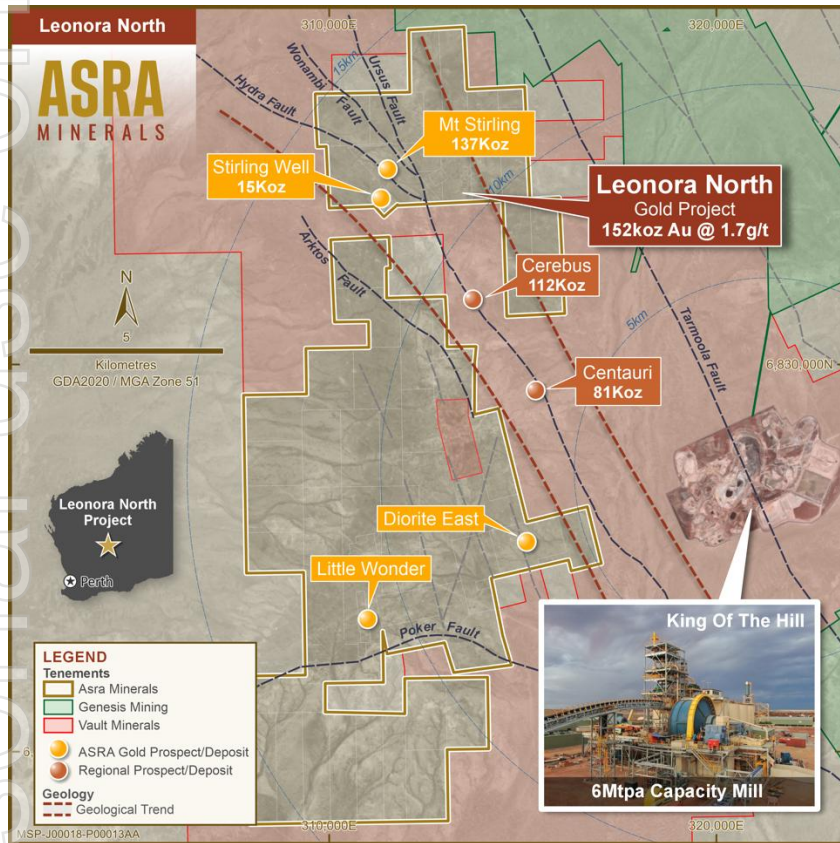 Leonora North
ASRA
MINERALS
310,000E
320,000E
15km
Ursus Fault
Wonambi Fault
Hydra Fault
Mt Stirling
137Koz
Stirling Well
15Koz
10km
Leonora North
Gold Project
152koz Au @ 1.7g/t
Arktos Fault
Cerebus
112Koz
5km
Tarmoola Fault
N
5
Kilometres
GDA2020 / MGA Zone 51
6,830,000N
Centauri
81Koz
Leonora North
Project
Perth
Diorite East
Little Wonder
Poker Fault
King Of The Hill
6Mtpa Capacity Mill
LEGEND
Tenements
Asra Minerals
Genesis Mining
Vault Minerals
ASRA Gold Prospect/Deposit
Regional Prospect/Deposit
Geology
Geological Trend
MSP-J00018-P00013AA
310,000E
320,000E